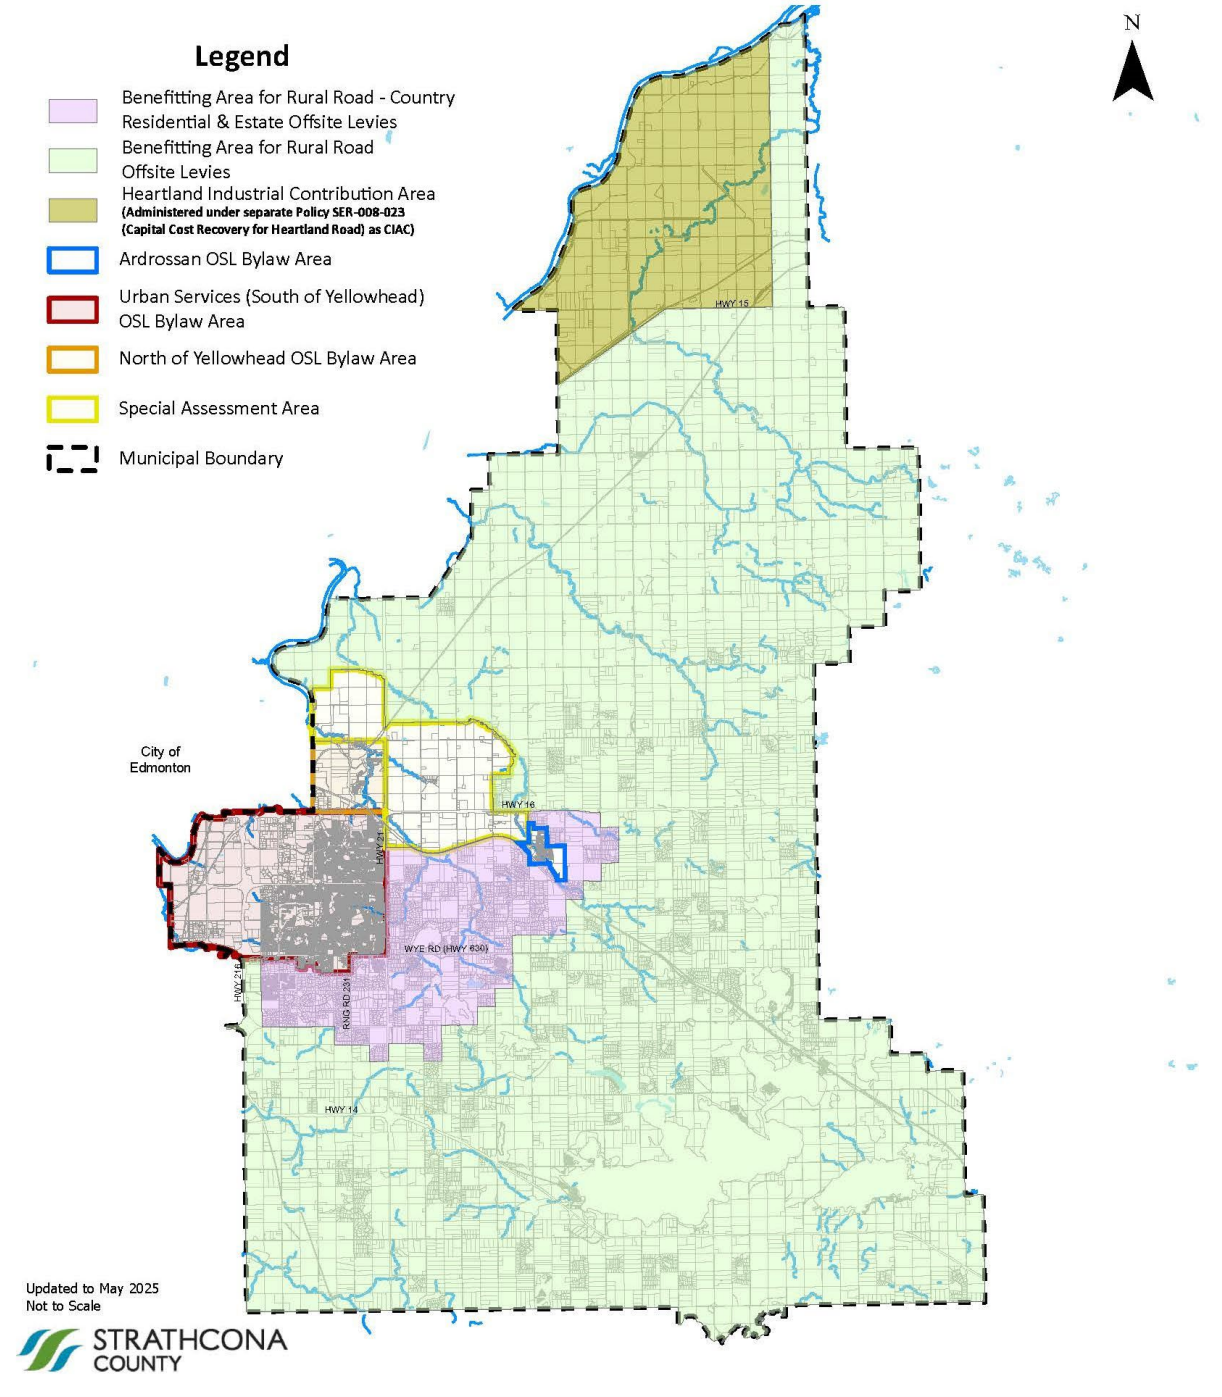 N
Legend
Benefitting Area for Rural Road - Country
Residential & Estate Offsite Levies
Benefitting Area for Rural Road
Offsite Levies
Heartland Industrial Contribution Area
(Administered under separate Policy SER-008-023
(Capital Cost Recovery for Heartland Road) as CIAC)
Ardrossan OSL Bylaw Area
Urban Services (South of Yellowhead)
OSL Bylaw Area
North of Yellowhead OSL Bylaw Area
Special Assessment Area
Municipal Boundary
HWY 15
City of
Edmonton
HWY 16
HWY 21
WYE RD (HWY 630)
HWY 216
RNG RD 231
HWY 14
Updated to May 2025
Not to Scale
STRATHCONA
COUNTY